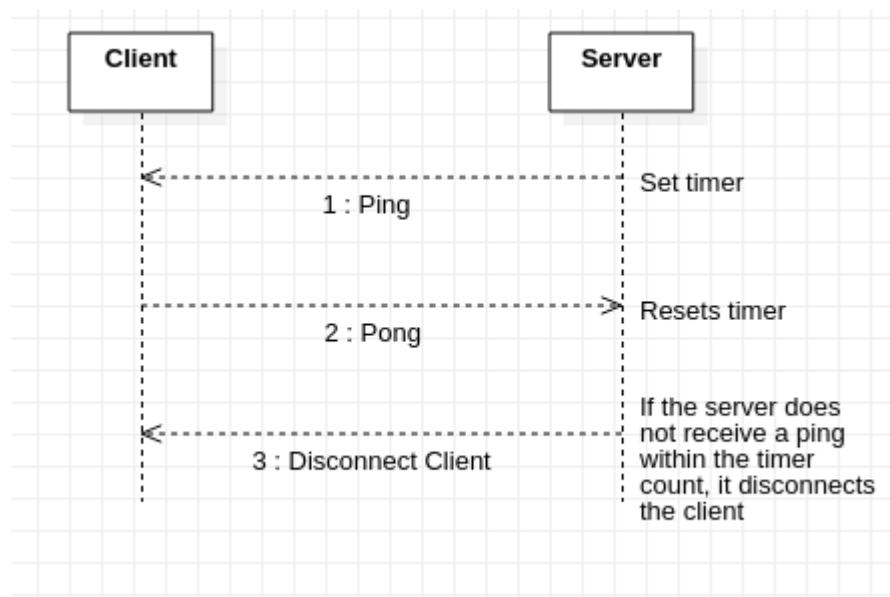 Client
Server
Set timer
1 : Ping
Resets timer
2 : Pong
If the server does
not receive a ping
within the timer
count, it disconnects
the client
3 : Disconnect Client